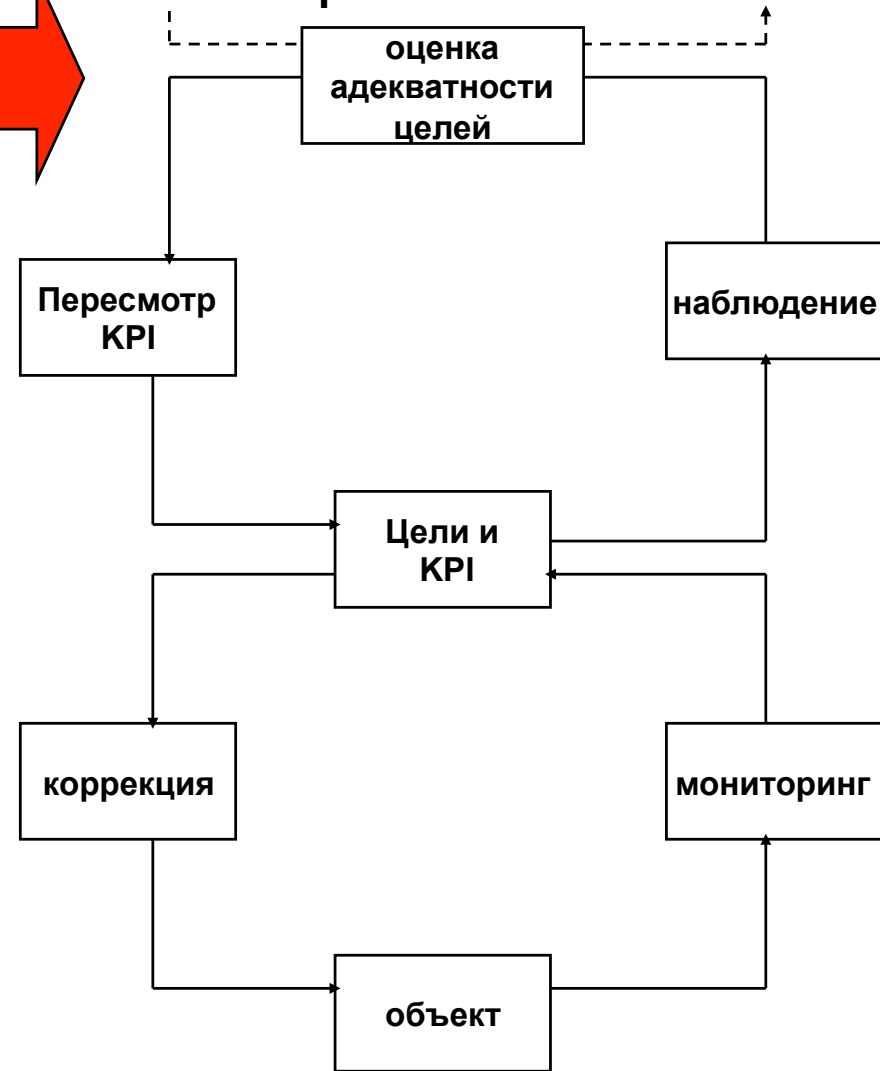 оценка
адекватности
целей
Пересмотр
KPI
наблюдение
Цели и
KPI
коррекция
мониторинг
объект